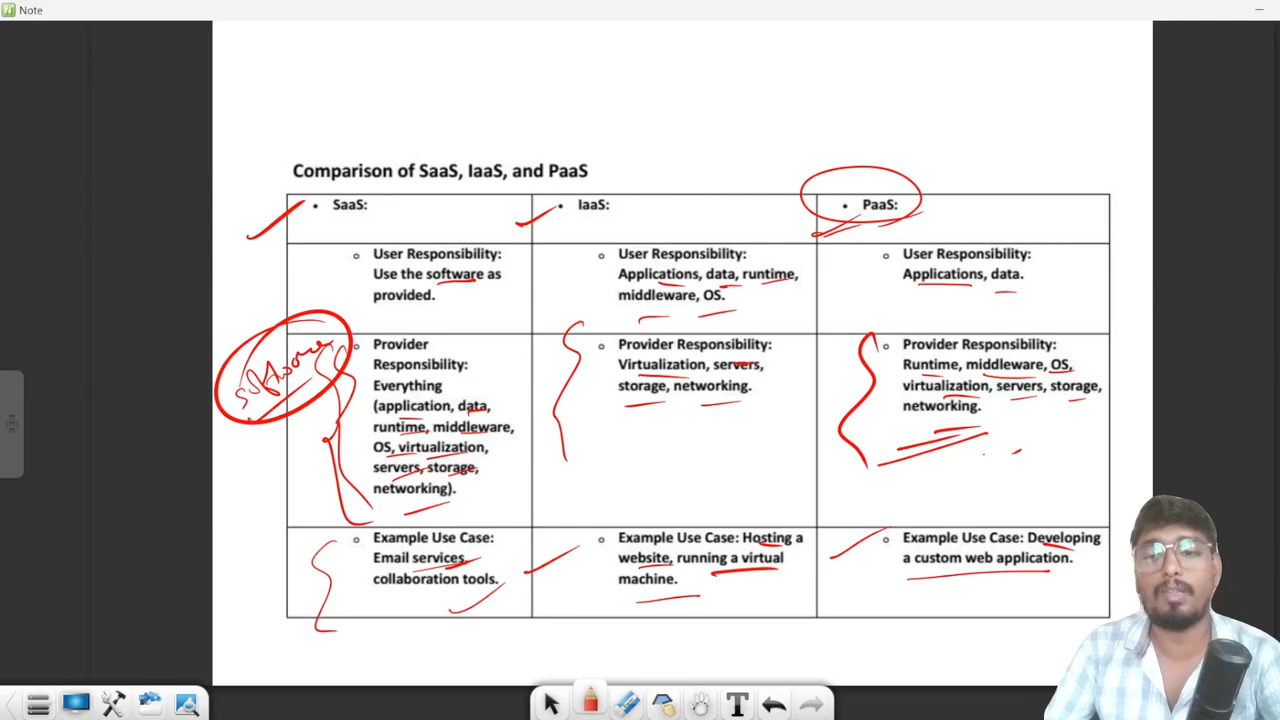 Note
Comparison of SaaS, IaaS, and PaaS
• SaaS:
• IaaS:
• PaaS:
o User Responsibility:
Use the software as
provided.
o User Responsibility:
Applications, data, runtime,
middleware, OS.
o User Responsibility:
Applications, data.
software
o Provider
Responsibility:
Everything
(application, data,
runtime, middleware,
OS, virtualization,
servers, storage,
networking).
o Provider Responsibility:
Virtualization, servers,
storage, networking.
o Provider Responsibility:
Runtime, middleware, OS,
virtualization, servers, storage,
networking.
o Example Use Case:
Email services,
collaboration tools.
o Example Use Case: Hosting a
website, running a virtual
machine.
o Example Use Case: Developing
a custom web application.
T